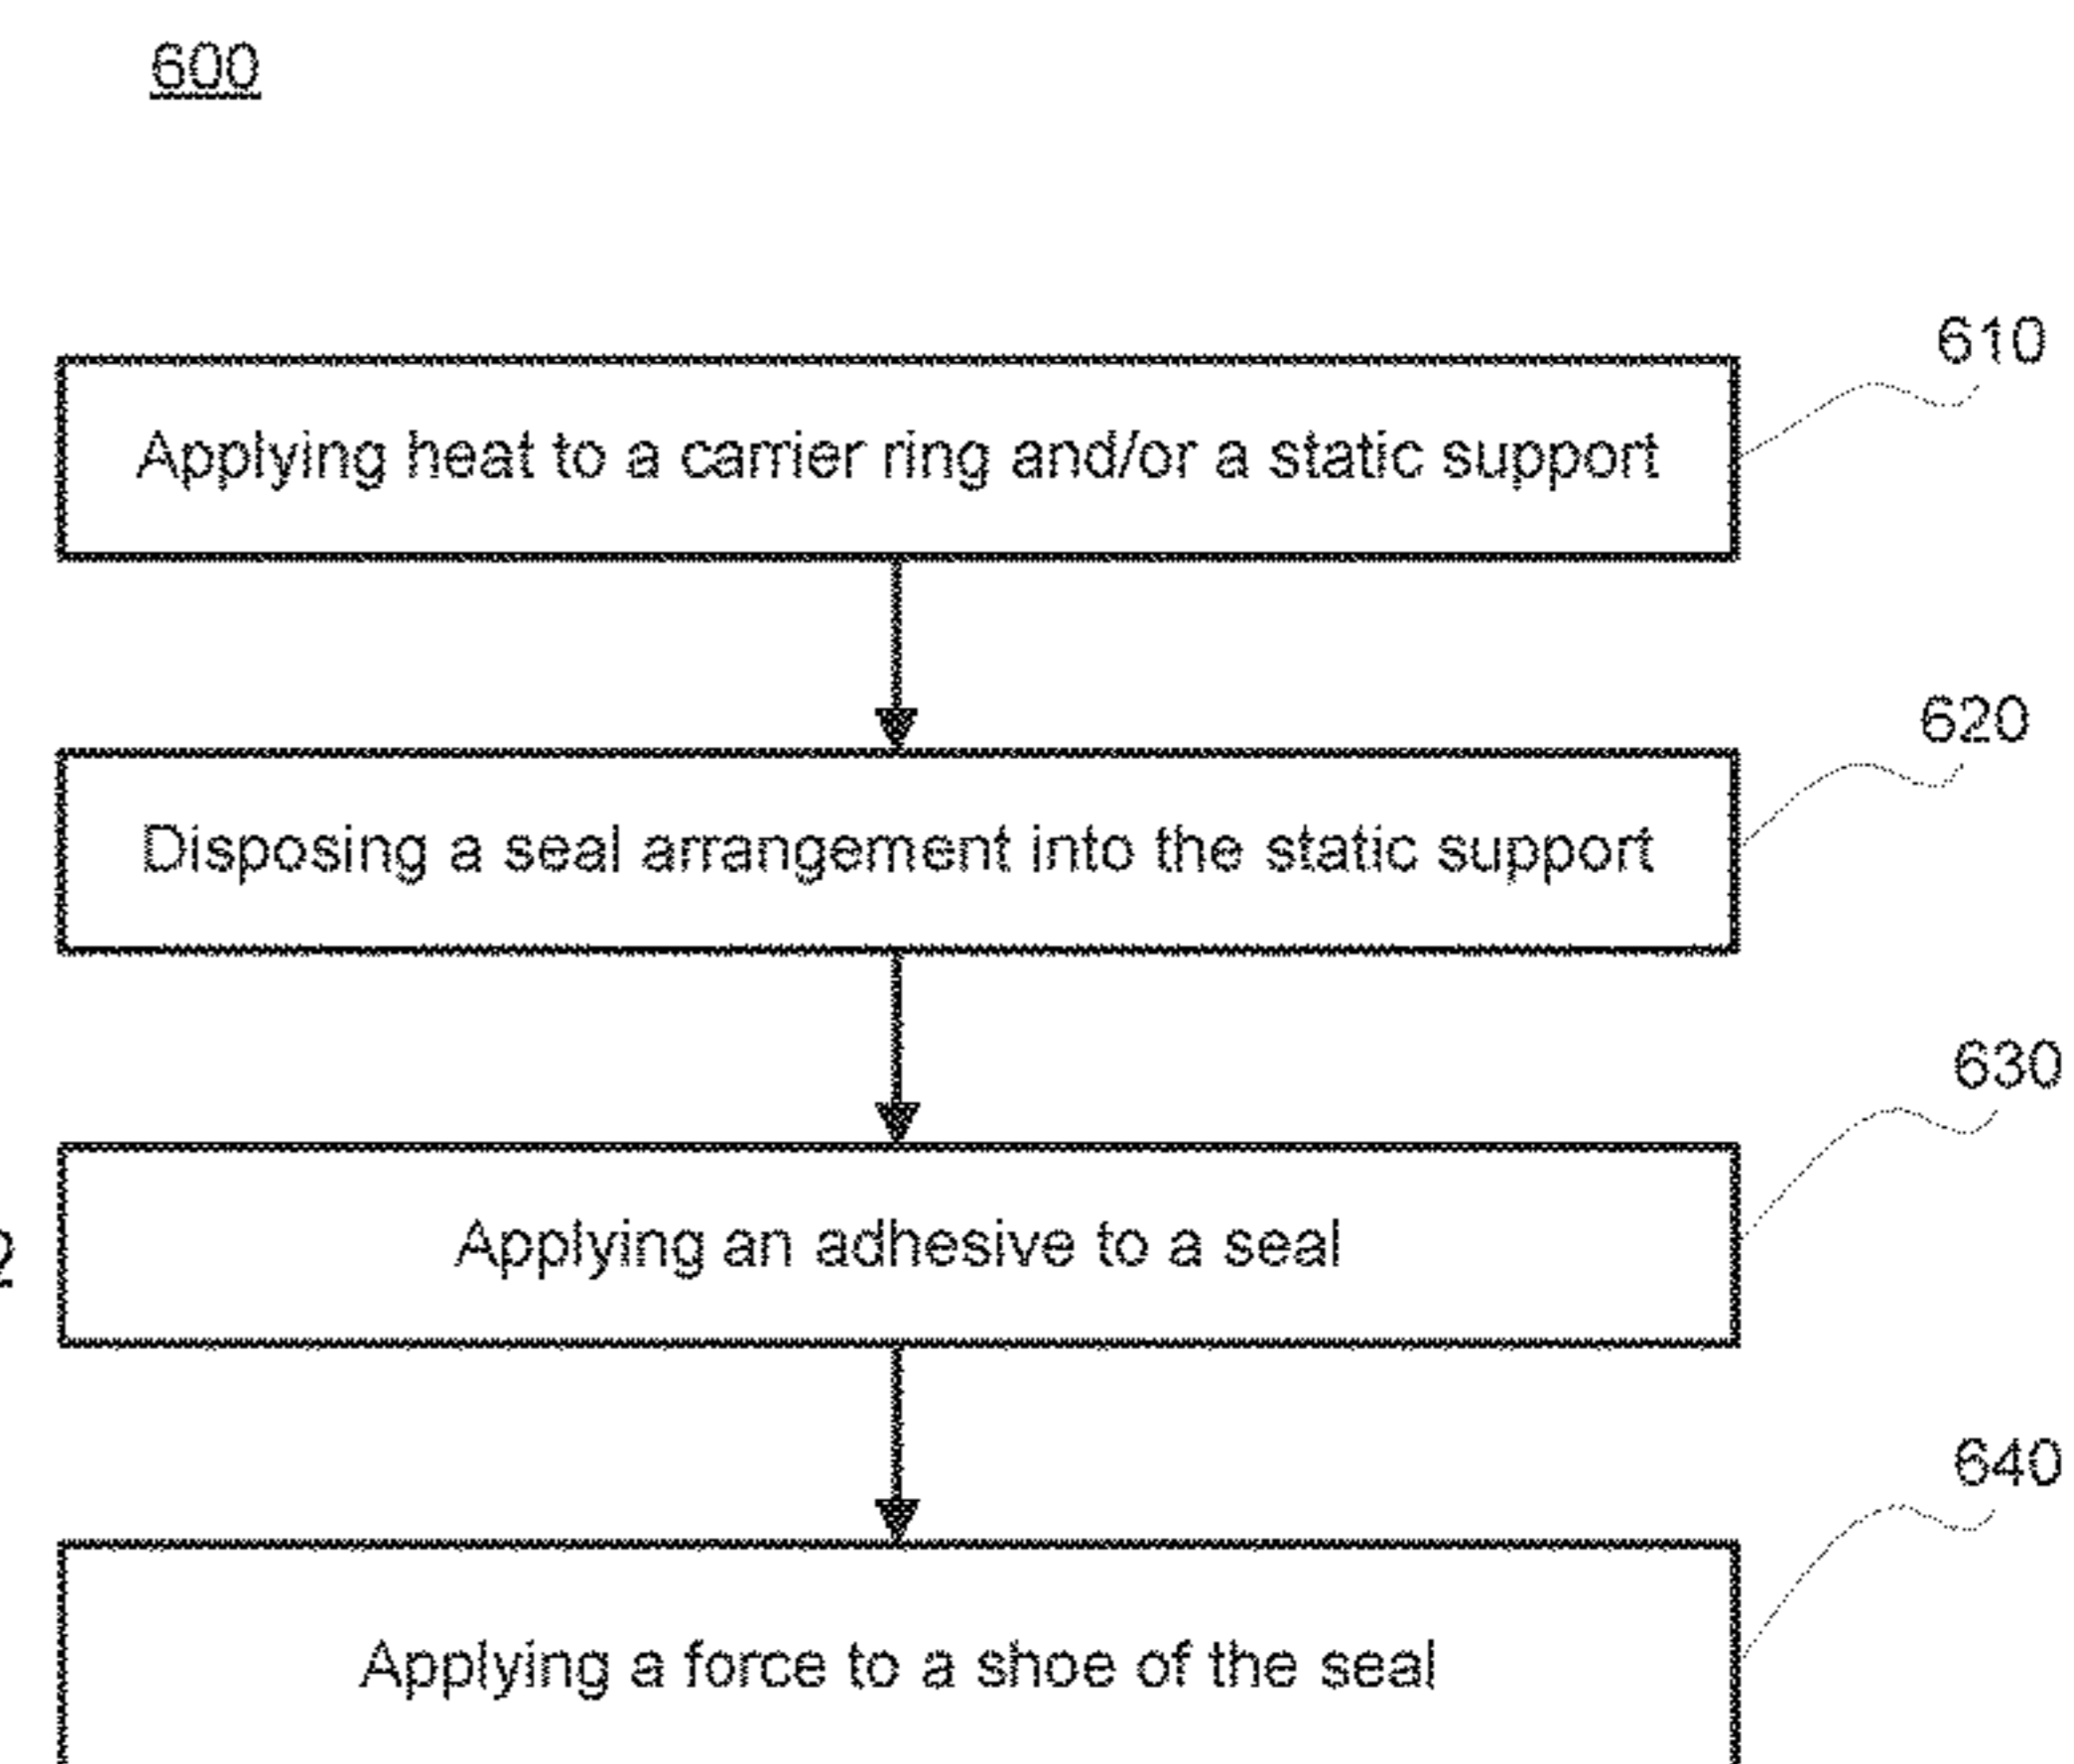 600
610
Applying heat to a carrier ring and/or a static support
620
Disposing a seal arrangement into the static support
630
Applying an adhesive to a seal
640
Applying a force to a shoe of the seal